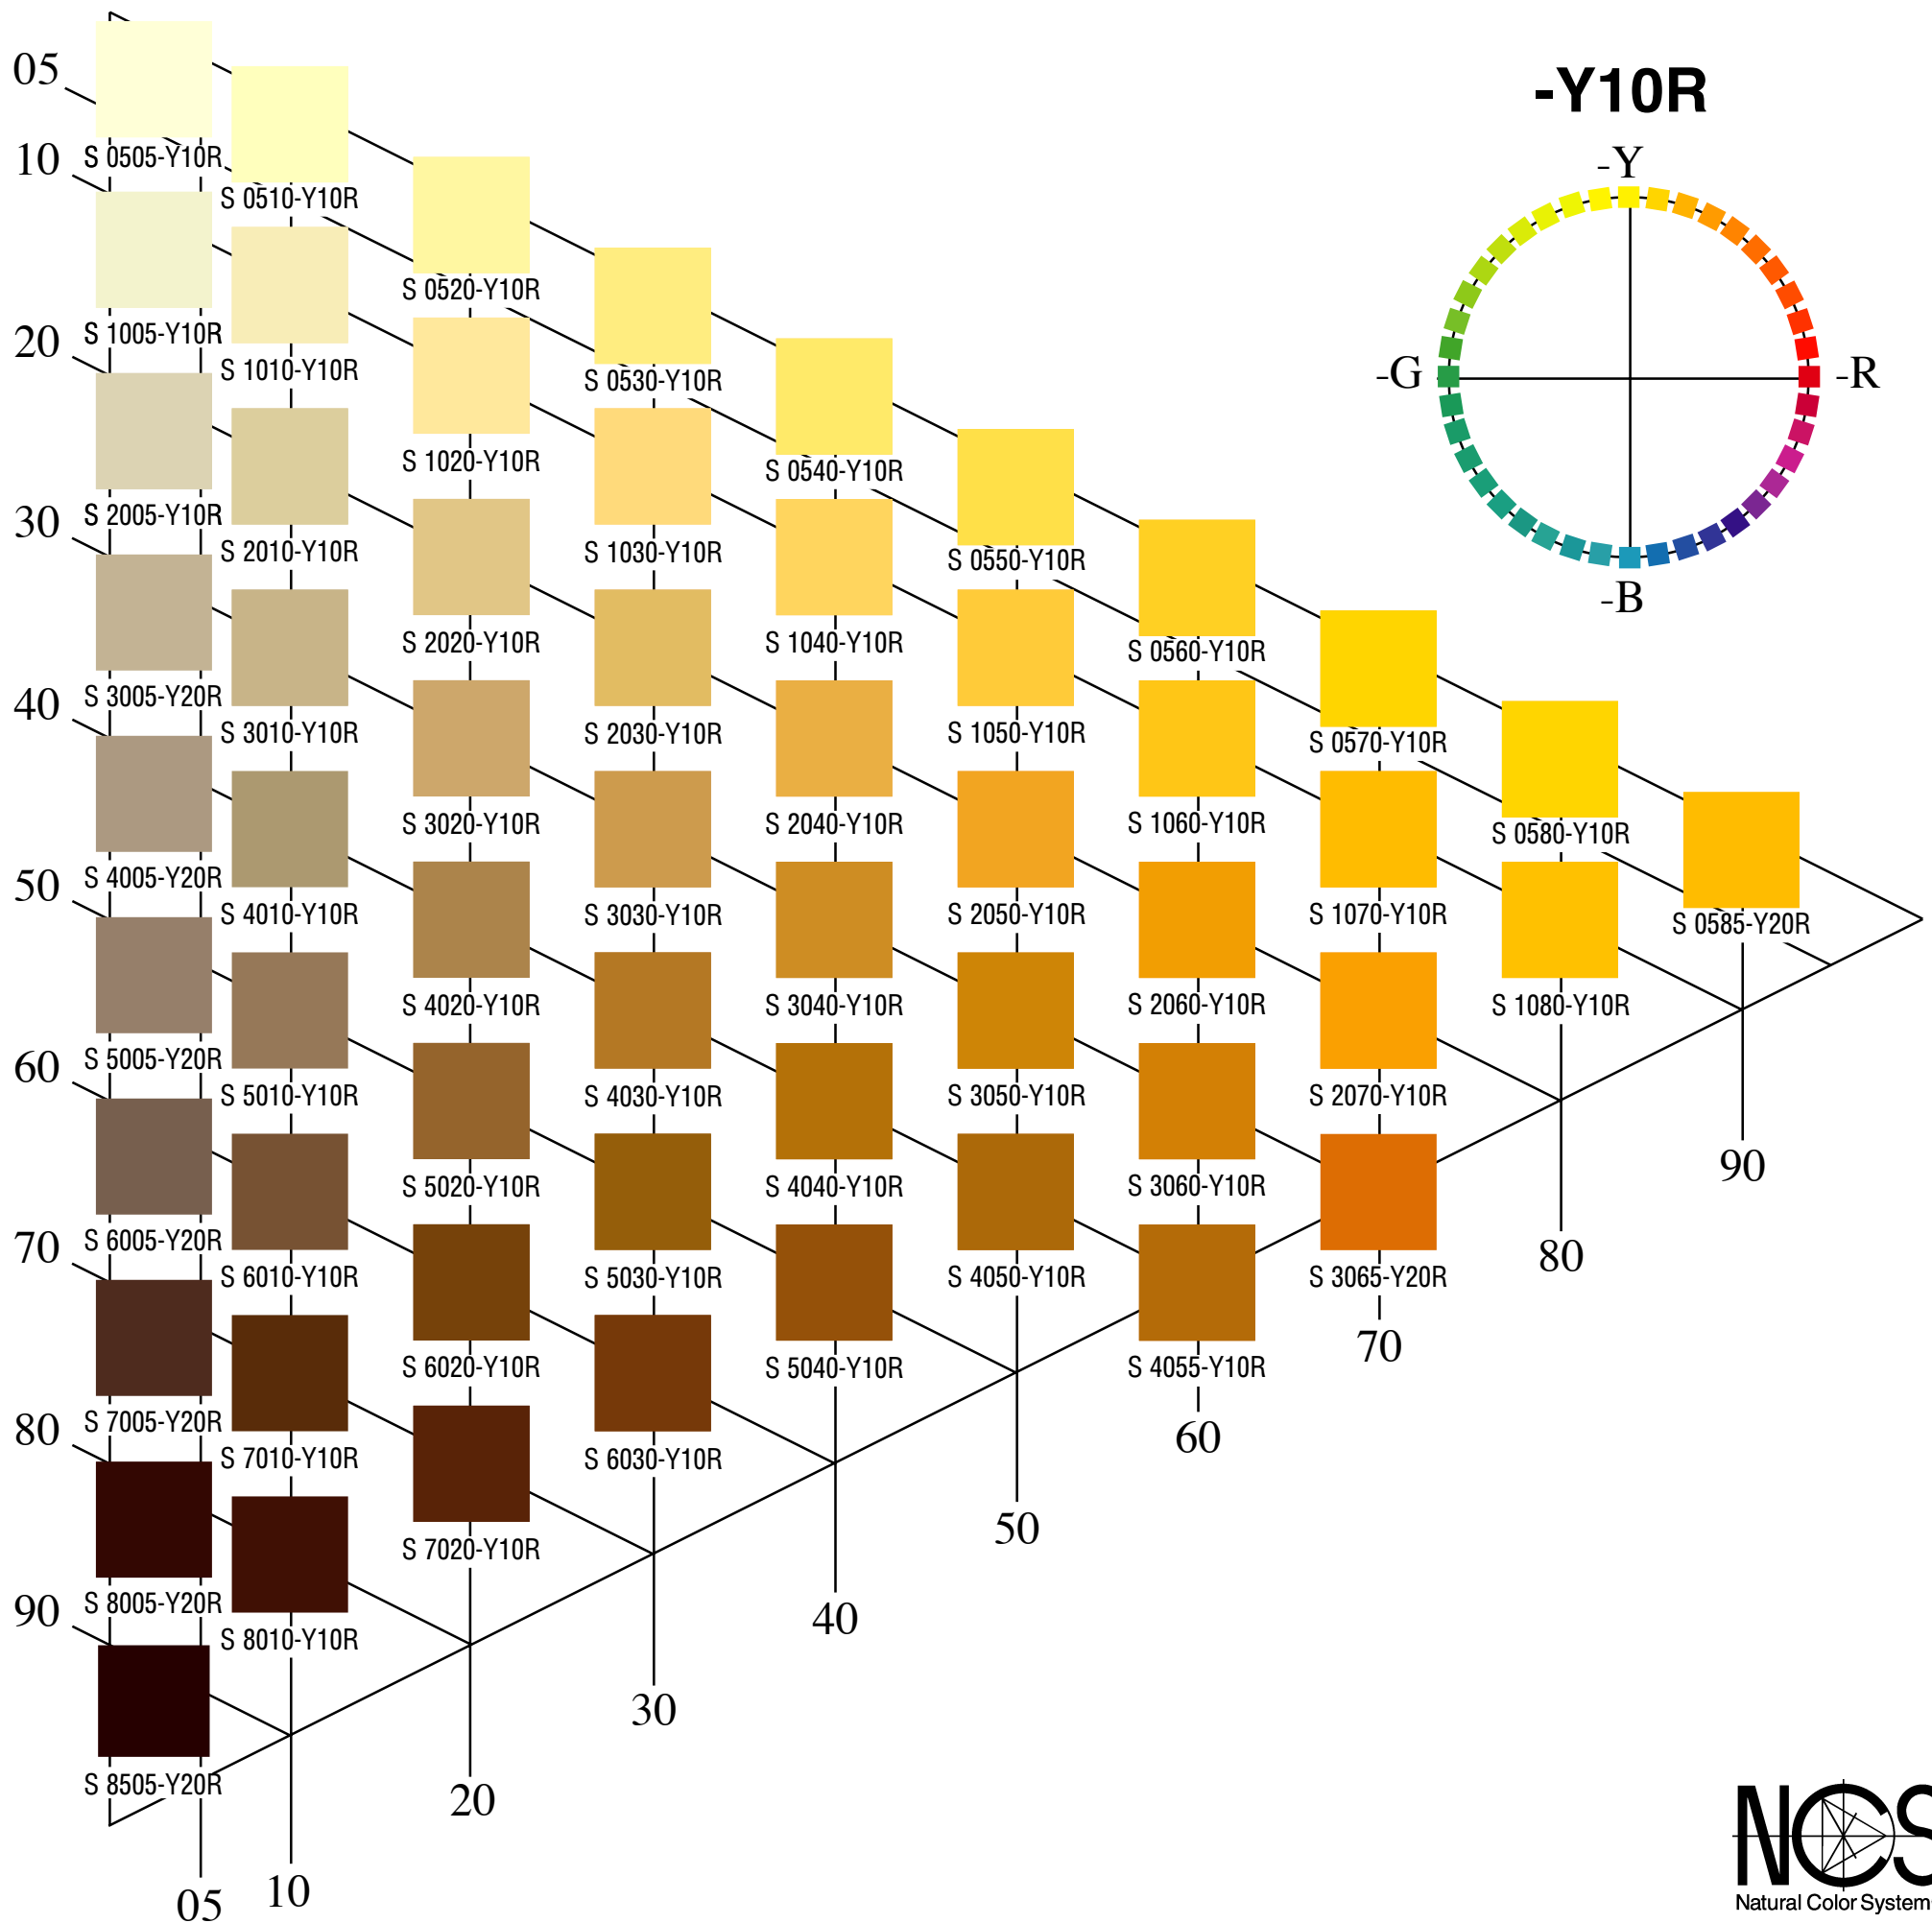 -Y10R
-Y
-G
-R
-B
05
10
20
30
40
50
60
70
80
90
S 0505-Y10R
S 1005-Y10R
S 2005-Y10R
S 3005-Y20R
S 4005-Y20R
S 5005-Y20R
S 6005-Y20R
S 7005-Y20R
S 8005-Y20R
S 8505-Y20R
05
S 0510-Y10R
S 1010-Y10R
S 2010-Y10R
S 3010-Y10R
S 4010-Y10R
S 5010-Y10R
S 6010-Y10R
S 7010-Y10R
S 8010-Y10R
10
S 0520-Y10R
S 1020-Y10R
S 2020-Y10R
S 3020-Y10R
S 4020-Y10R
S 5020-Y10R
S 6020-Y10R
S 7020-Y10R
20
S 0530-Y10R
S 1030-Y10R
S 2030-Y10R
S 3030-Y10R
S 4030-Y10R
S 5030-Y10R
S 6030-Y10R
30
S 0540-Y10R
S 1040-Y10R
S 2040-Y10R
S 3040-Y10R
S 4040-Y10R
S 5040-Y10R
40
S 0550-Y10R
S 1050-Y10R
S 2050-Y10R
S 3050-Y10R
S 4050-Y10R
50
S 0560-Y10R
S 1060-Y10R
S 2060-Y10R
S 3060-Y10R
S 4055-Y10R
60
S 0570-Y10R
S 1070-Y10R
S 2070-Y10R
S 3065-Y20R
70
S 0580-Y10R
S 1080-Y10R
80
S 0585-Y20R
90
NCS
Natural Color System